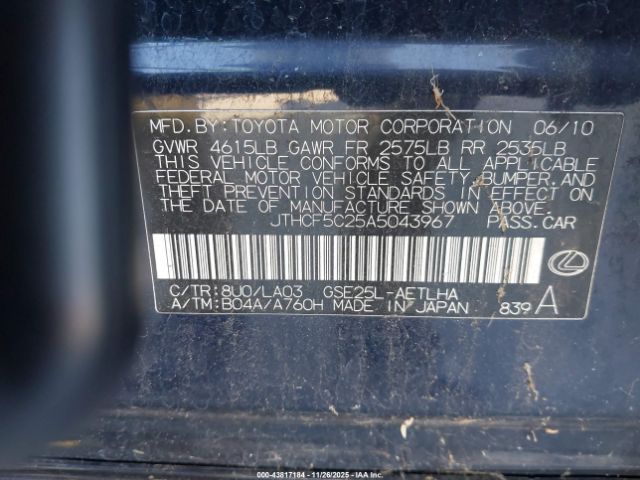 MFD.BY:TOYOTA MOTOR CORPORATION 06/10
GVWR 4615LB GAWR FR 2575LB RR 2535LB
THIS VEHICLE CONFORMS TO ALL APPLICABLE
FEDERAL MOTOR VEHICLE SAFETY,BUMPER,AND
THEFT PREVENTION STANDARDS IN EFFECT ON
THE DATE OF MANUFACTURE SHOWN ABOVE.
JTHCF5C25A5043967 PASS.CAR
C/TR:8U0/LA03 GSE25L-AETLHA
A/TM:B04A/A760H MADE IN JAPAN 839 A
00-43817184 — 11/26/2025 — IAAI.CA